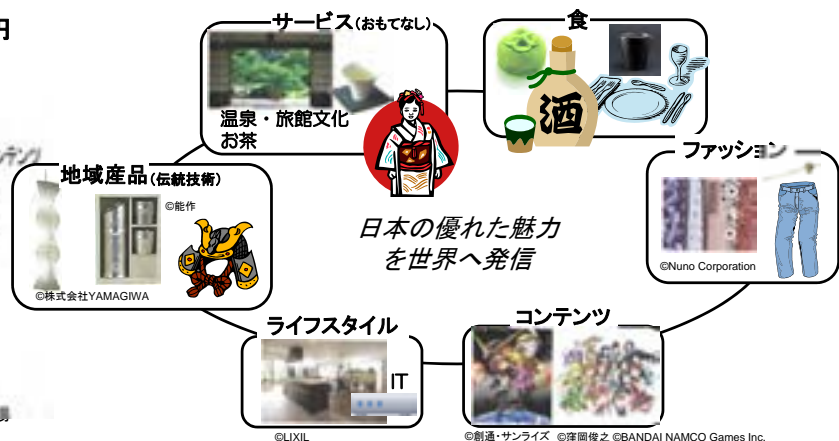 円
サービス(おもてなし)
温泉・旅館文化
お茶
食
酒
ファッション
©Nuno Corporation
地域産品(伝統技術)
©能作
©株式会社YAMAGIWA
日本の優れた魅力
を世界へ発信
ライフスタイル
IT
©LIXIL
コンテンツ
©創通・サンライズ ©窪岡俊之 ©BANDAI NAMCO Games Inc.